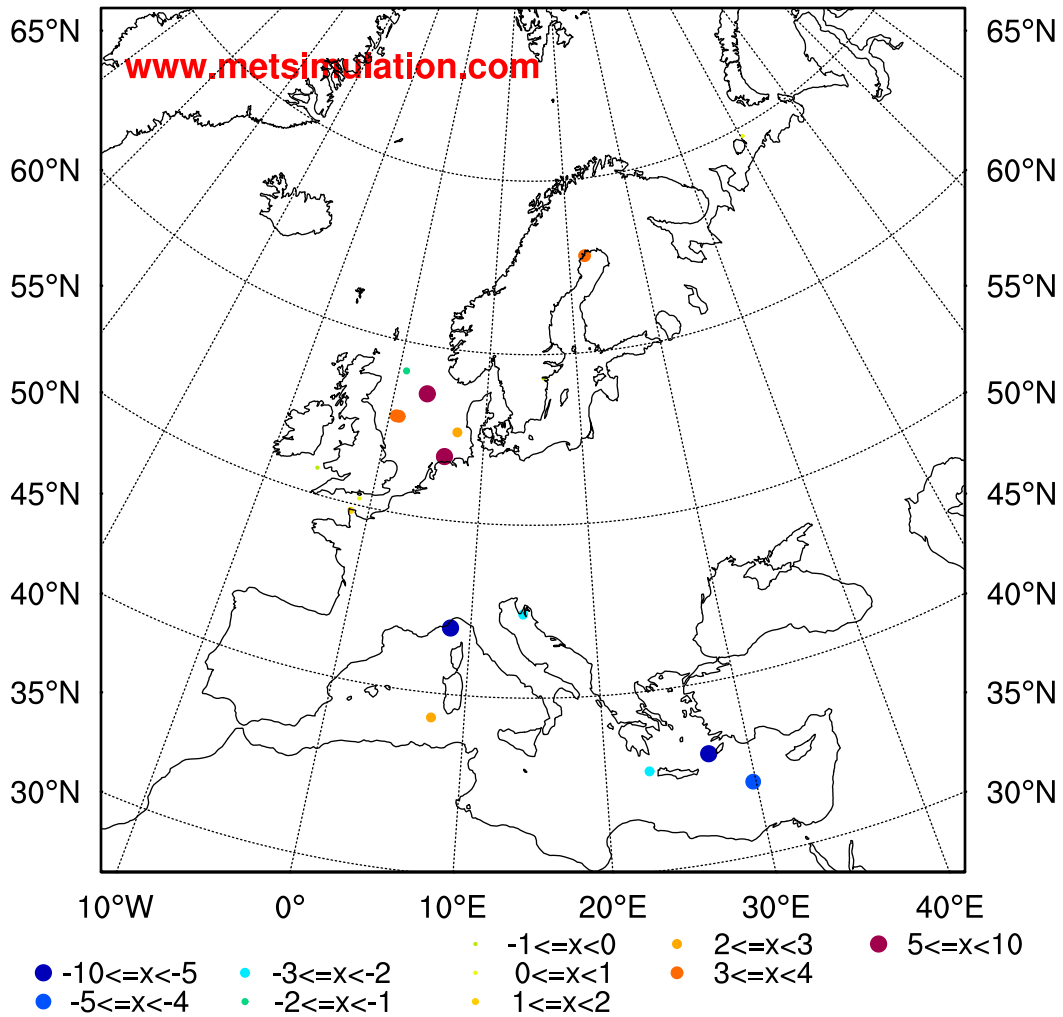 65°N 65°N
www.metsimulation.com
60°N 60°N
55°N 55°N
50°N 50°N
45°N 45°N
40°N 40°N
35°N 35°N
30°N 30°N
10°W 0° 10°E 20°E 30°E 40°E
-1<=x<0 2<=x<3 5<=x<10
-10<=x<-5 -3<=x<-2 0<=x<1 3<=x<4
-5<=x<-4 -2<=x<-1 1<=x<2